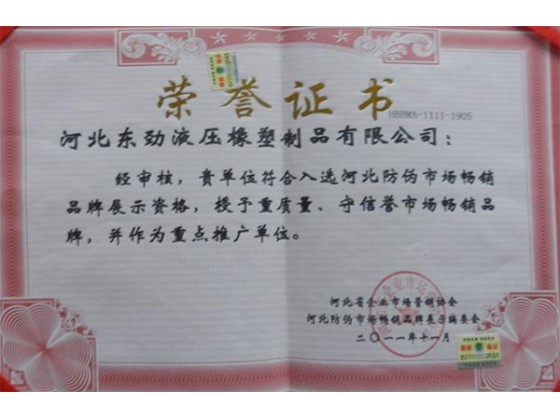 荣誉证书
HBBMA-1111-1905
河北东劲液压橡塑制品有限公司：
经审核，贵单位符合入选河北防伪市场畅销
品牌展示资格，授予重质量、守信誉市场畅销品
牌，并作为重点推广单位。
河北省企业市场营销协会
河北防伪市场畅销品牌展示编委会
二〇一一年十一月